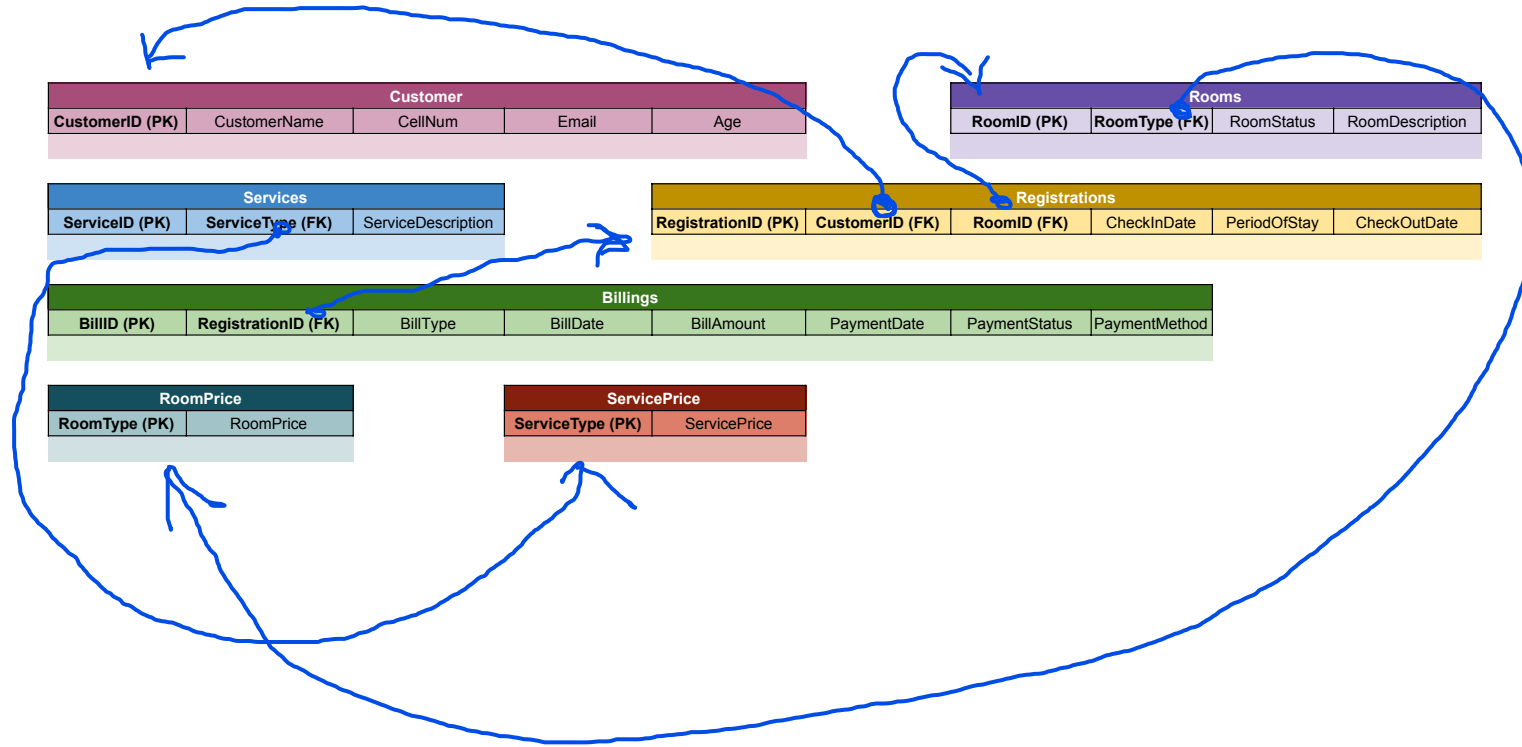 Customer
CustomerID (PK) CustomerName CellNum Email Age
Rooms
RoomID (PK) RoomType (FK) RoomStatus RoomDescription
Services
ServiceID (PK) ServiceType (FK) ServiceDescription
Registrations
RegistrationID (PK) CustomerID (FK) RoomID (FK) CheckInDate PeriodOfStay CheckOutDate
Billings
BillID (PK) RegistrationID (FK) BillType BillDate BillAmount PaymentDate PaymentStatus PaymentMethod
RoomPrice
RoomType (PK) RoomPrice
ServicePrice
ServiceType (PK) ServicePrice